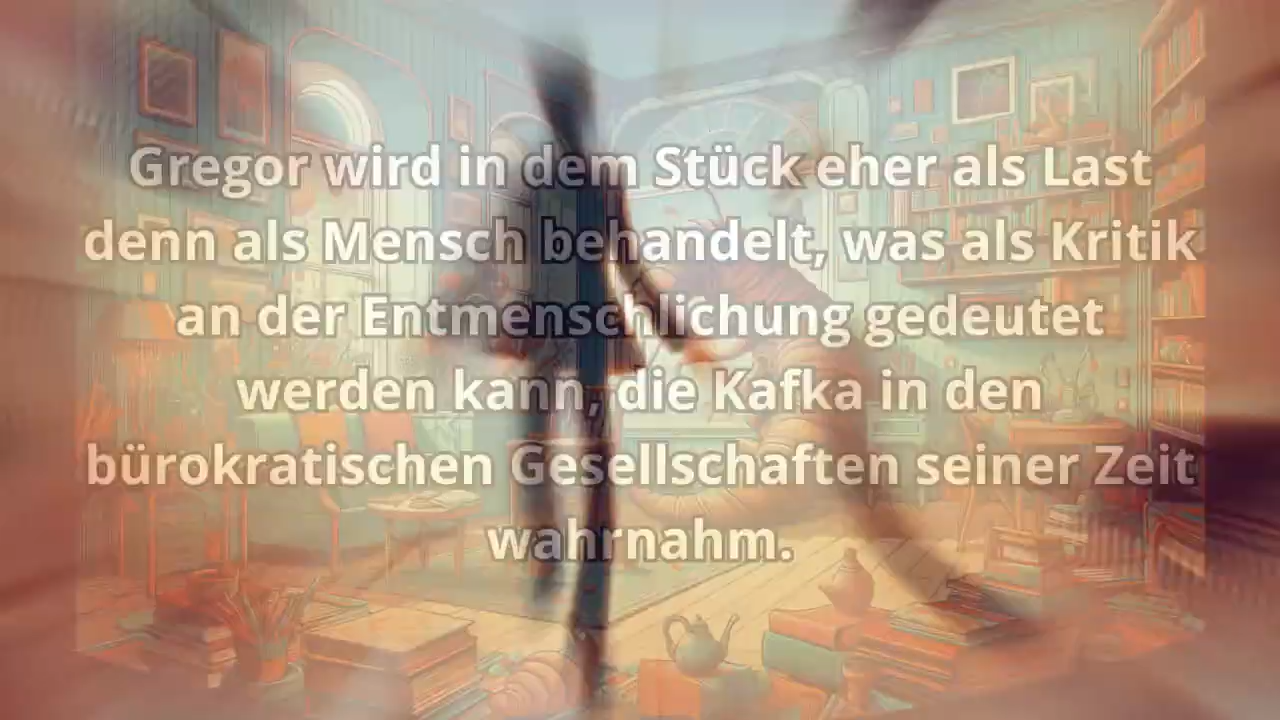 Gregor wird in dem Stück eher als Last
denn als Mensch behandelt, was als Kritik
an der Entmenschlichung gedeutet
werden kann, die Kafka in den
bürokratischen Gesellschaften seiner Zeit
wahrnahm.